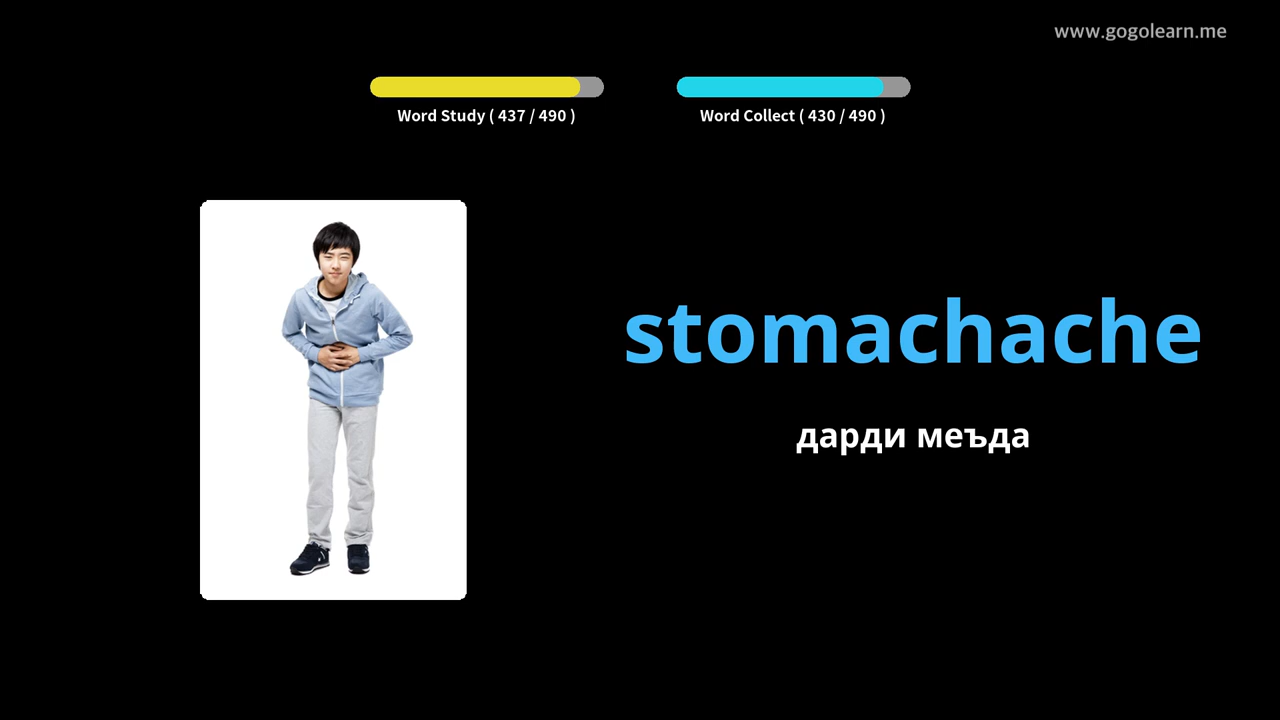 www.gogolearn.me
Word Study ( 437 / 490 )
Word Collect ( 430 / 490 )
stomachache
дарди меъда